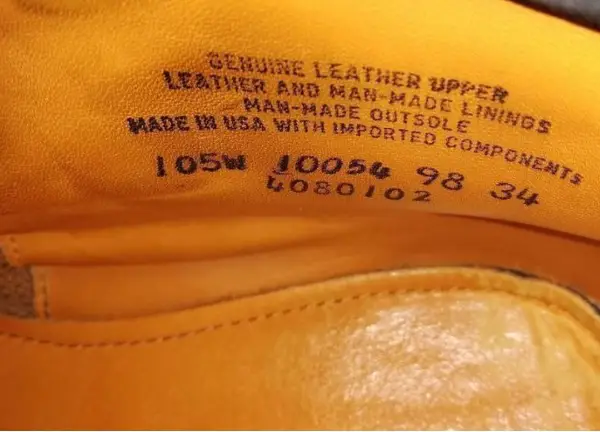 GENUINE LEATHER UPPER
LEATHER AND MAN-MADE LININGS
MAN-MADE OUTSOLE
MADE IN USA WITH IMPORTED COMPONENTS
105W 10054 98 34
4080102